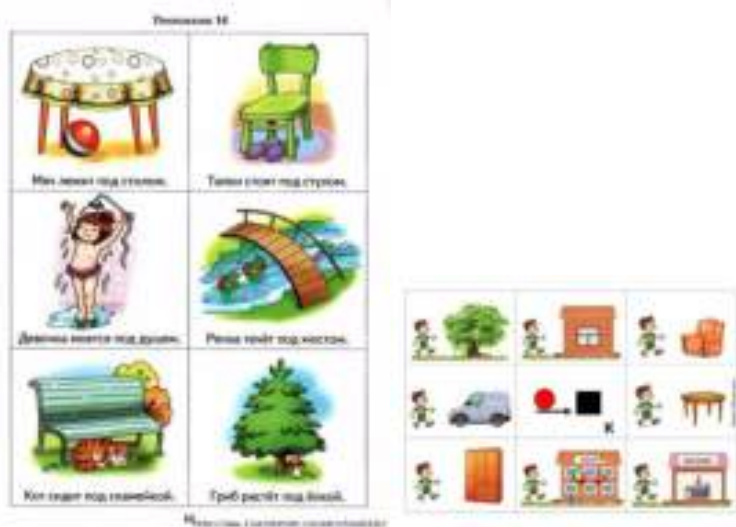 Мяч лежит под столом.
Тапки стоят под стулом.
Девочка моется под душем.
Речка течёт под мостом.
Кот сидит под скамейкой.
Гриб растёт под ёлкой.
К